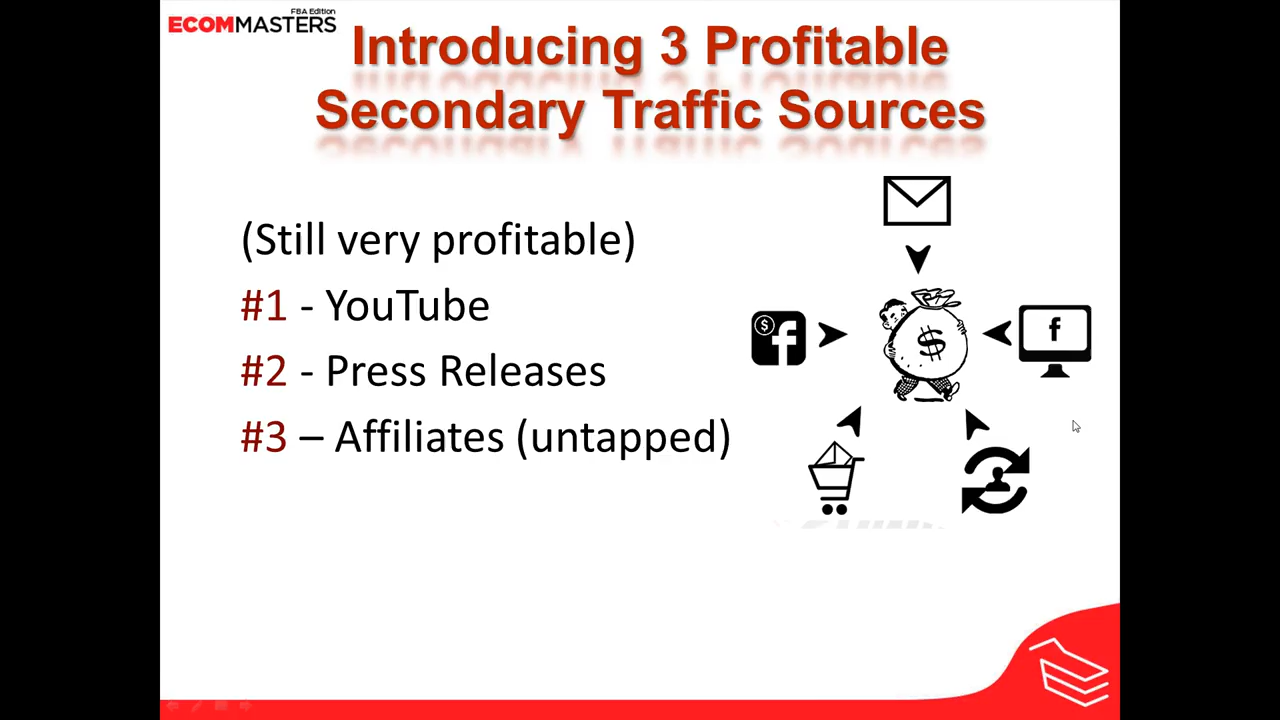 FBA Edition
ECOMMASTERS
Introducing 3 Profitable
Secondary Traffic Sources
(Still very profitable)
#1 - YouTube
#2 - Press Releases
#3 – Affiliates (untapped)
$
f
$
f